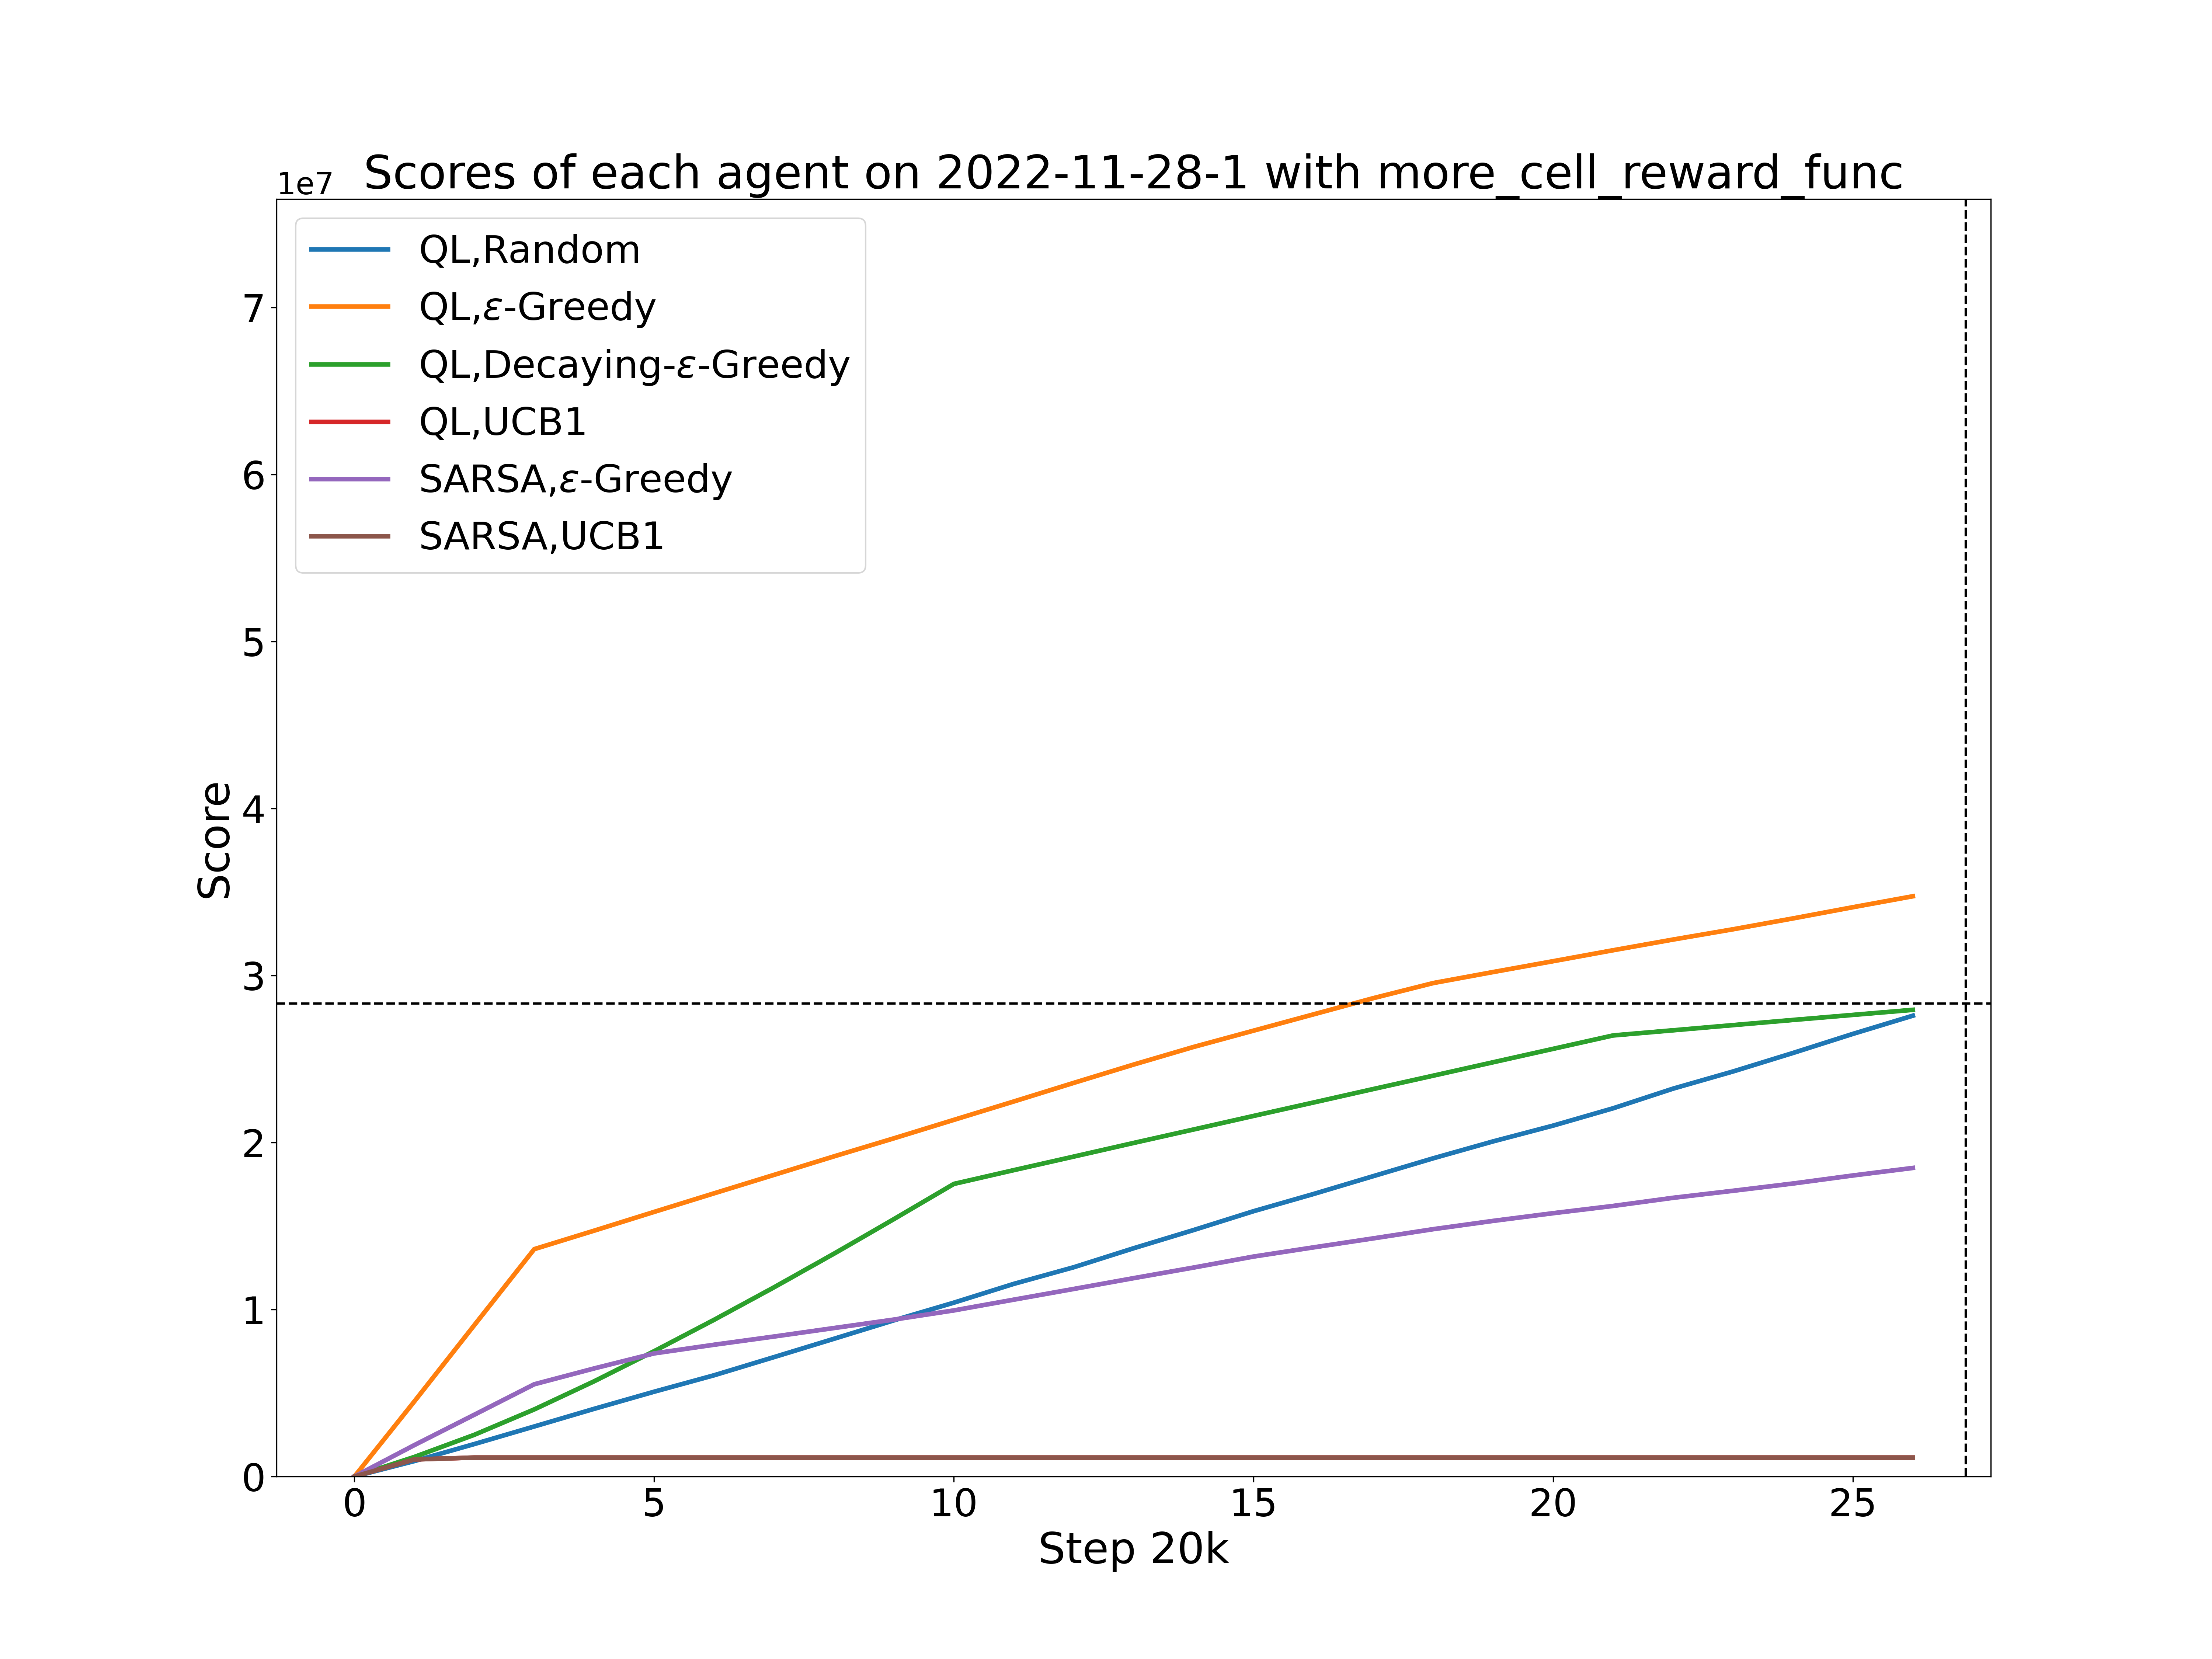 Scores of each agent on 2022-11-28-1 with more_cell_reward_func
1e7
QL,Random
QL,ε-Greedy
QL,Decaying-ε-Greedy
QL,UCB1
SARSA,ε-Greedy
SARSA,UCB1
7
6
5
4
3
2
1
0
Score
0 5 10 15 20 25
Step 20k